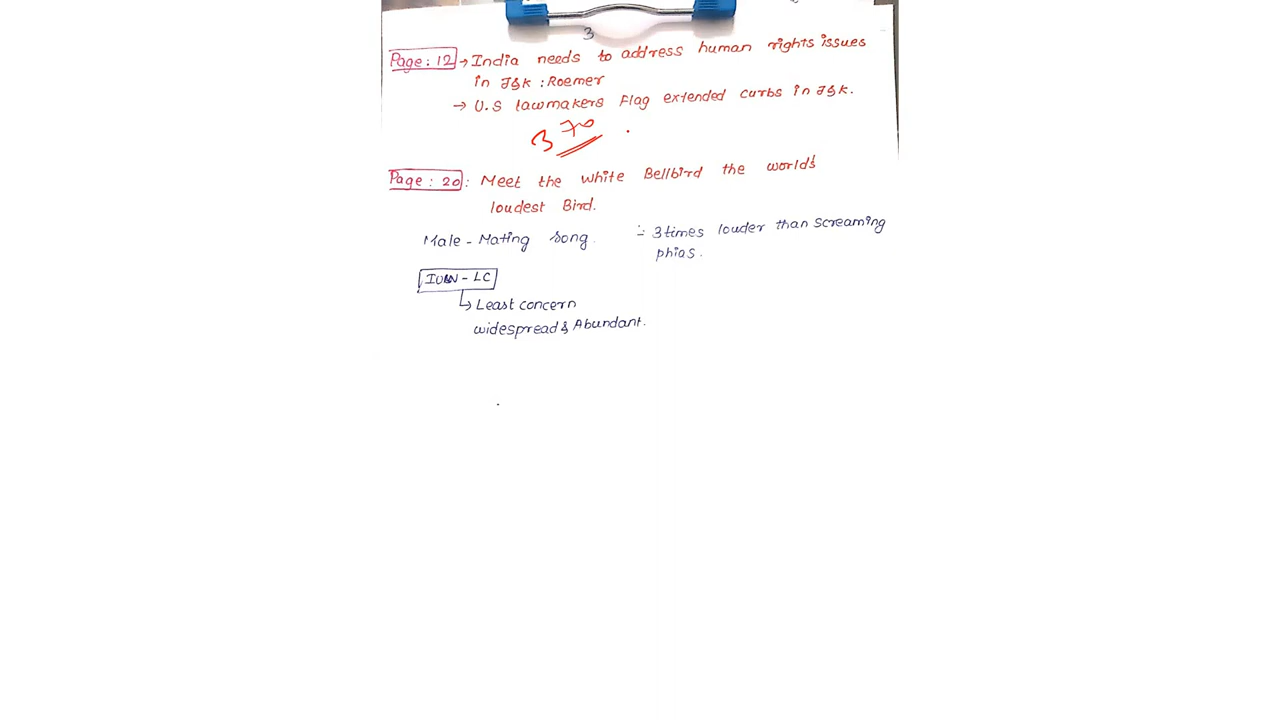 3
Page: 12 → India needs to address human rights issues
in J&K : Roemer
→ U.S lawmakers Flag extended curbs in J&K.
370
Page: 20 : Meet the white Bellbird the world's
loudest Bird.
Male - Mating song. 3 times louder than screaming
phias.
IUCN - LC
↳ Least concern
widespread & Abundant.